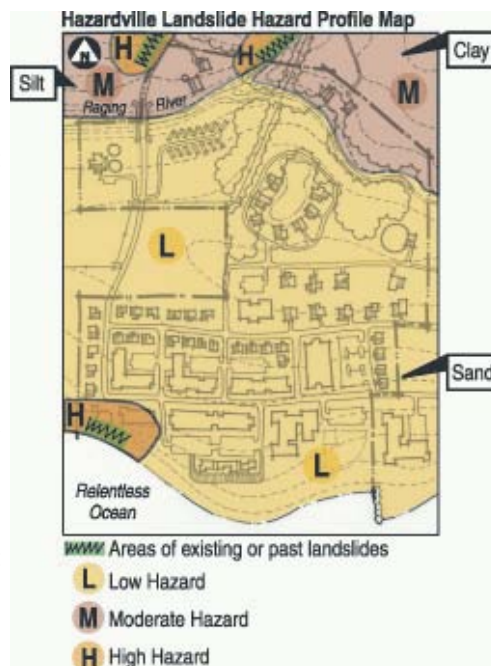 Hazardville Landslide Hazard Profile Map
N
H
H
Clay
Silt
M
M
Raging River
L
Sand
H
L
Relentless
Ocean
Areas of existing or past landslides
L Low Hazard
M Moderate Hazard
H High Hazard